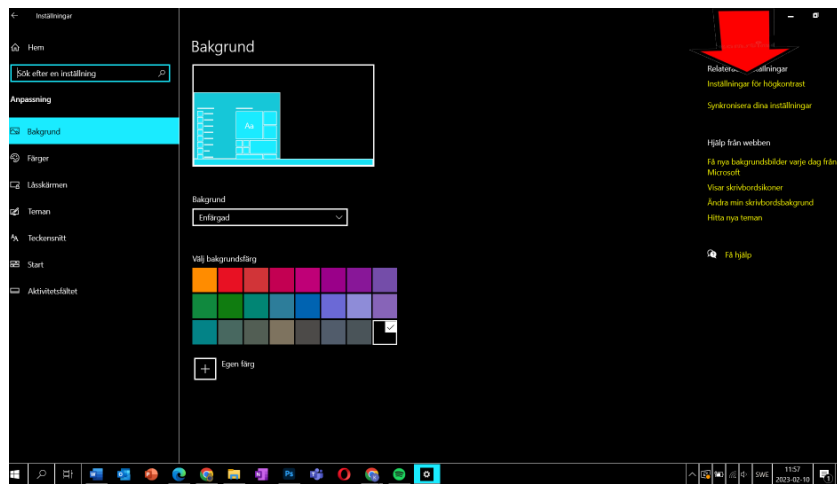 Inställningar
Hem
Sök efter en inställning
Anpassning
Bakgrund
Färger
Låsskärmen
Teman
Teckensnitt
Start
Aktivitetsfältet
Bakgrund
Aa
Bakgrund
Enfärgad
Välj bakgrundsfärg
Egen färg
Inställningar för högkontrast
Synkronisera dina inställningar
Hjälp från webben
Få nya bakgrundsbilder varje dag från
Microsoft
Visar skrivbordsikoner
Ändra min skrivbordsbakgrund
Hitta nya teman
Få hjälp
SWE
11:57
2023-02-10